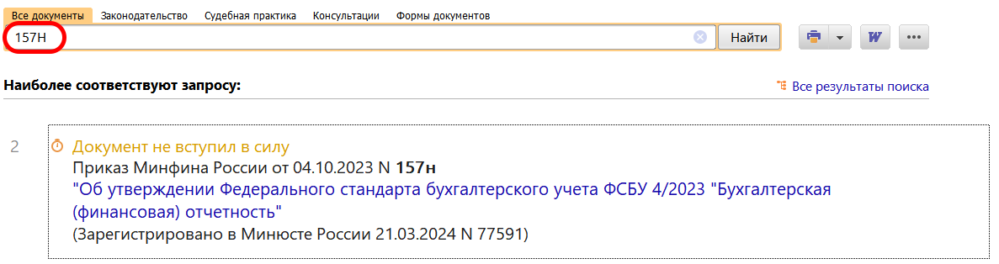 Все документы Законодательство Судебная практика Консультации Формы документов
157Н Найти W
Наиболее соответствуют запросу: Все результаты поиска
2 Документ не вступил в силу
Приказ Минфина России от 04.10.2023 N 157н
"Об утверждении Федерального стандарта бухгалтерского учета ФСБУ 4/2023 "Бухгалтерская
(финансовая) отчетность"
(Зарегистрировано в Минюсте России 21.03.2024 N 77591)